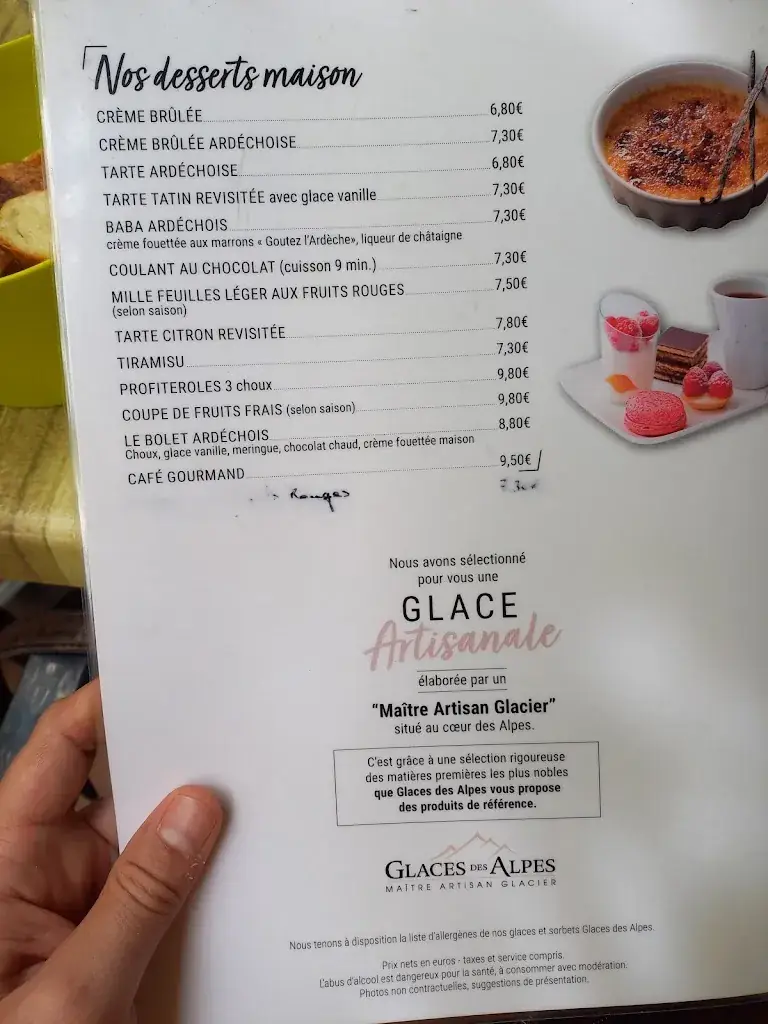 Nos desserts maison
CRÈME BRÛLÉE 6,80€
CRÈME BRÛLÉE ARDÉCHOISE 7,30€
TARTE ARDÉCHOISE 6,80€
TARTE TATIN REVISITÉE avec glace vanille 7,30€
BABA ARDÉCHOIS 7,30€
crème fouettée aux marrons « Goutez l'Ardèche», liqueur de châtaigne
COULANT AU CHOCOLAT (cuisson 9 min.) 7,30€
MILLE FEUILLES LÉGER AUX FRUITS ROUGES 7,50€
(selon saison)
TARTE CITRON REVISITÉE 7,80€
TIRAMISU 7,30€
PROFITEROLES 3 choux 9,80€
COUPE DE FRUITS FRAIS (selon saison) 9,80€
LE BOLET ARDÉCHOIS 8,80€
Choux, glace vanille, meringue, chocolat chaud, crème fouettée maison
CAFÉ GOURMAND 9,50€
Rouges
Nous avons sélectionné
pour vous une
GLACE
Artisanale
élaborée par un
“Maître Artisan Glacier”
situé au cœur des Alpes.
C'est grâce à une sélection rigoureuse
des matières premières les plus nobles
que Glaces des Alpes vous propose
des produits de référence.
GLACES DES ALPES
MAÎTRE ARTISAN GLACIER
Nous tenons à disposition la liste d'allergènes de nos glaces et sorbets Glaces des Alpes.
Prix nets en euros - taxes et service compris.
L'abus d'alcool est dangereux pour la santé, à consommer avec modération.
Photos non contractuelles, suggestions de présentation.